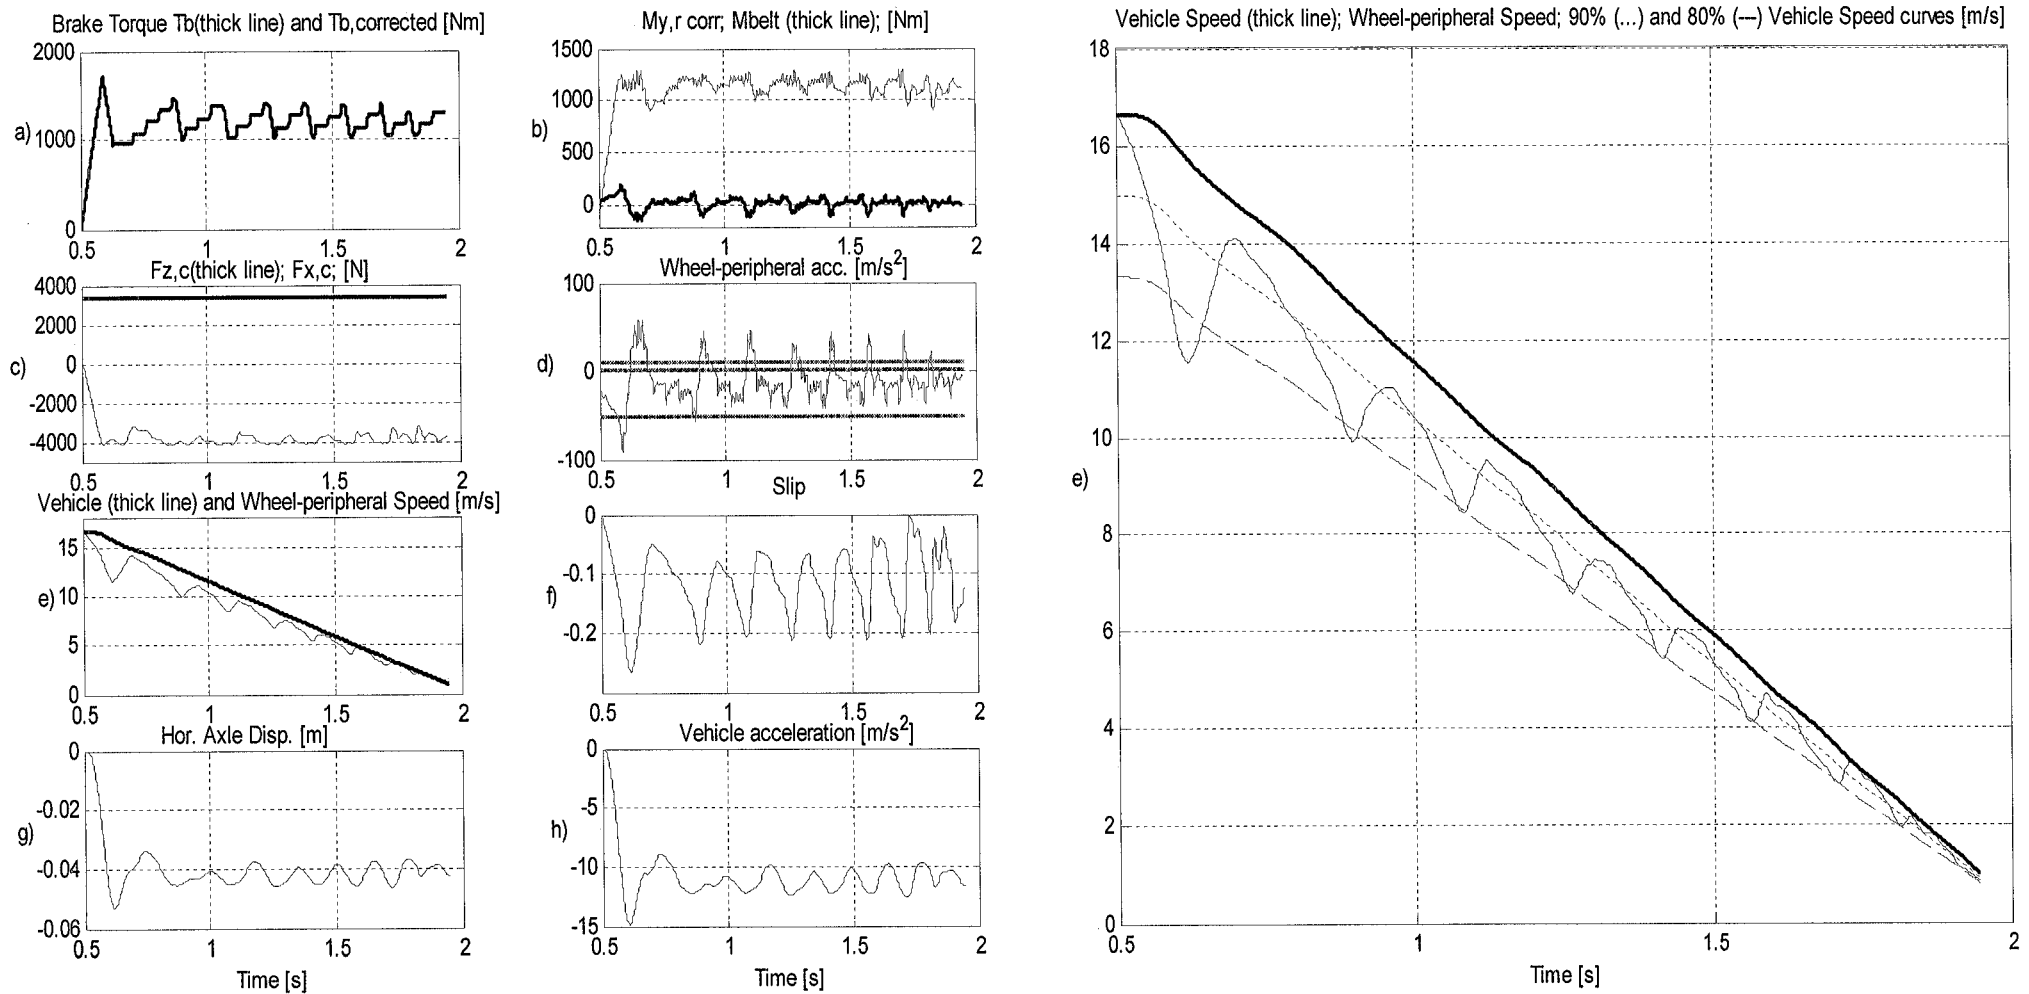 Brake Torque Tb(thick line) and Tb,corrected [Nm]
2000
a) 1000
0
0.5 1 1.5 2
My,r corr; Mbelt (thick line); [Nm]
1500
1000
b)
500
0
0.5 1 1.5 2
Fz,c(thick line); Fx,c; [N]
4000
2000
c) 0
-2000
-4000
0.5 1 1.5 2
Wheel-peripheral acc. [m/s2]
100
d) 0
-100
0.5 1 1.5 2
Vehicle (thick line) and Wheel-peripheral Speed [m/s]
15
e) 10
5
0
0.5 1 1.5 2
Slip
0
-0.1
f)
-0.2
0.5 1 1.5 2
Hor. Axle Disp. [m]
0
-0.02
g)
-0.04
-0.06
0.5 1 1.5 2
Time [s]
Vehicle acceleration [m/s2]
0
-5
h)
-10
-15
0.5 1 1.5 2
Time [s]
Vehicle Speed (thick line); Wheel-peripheral Speed; 90% (...) and 80% (---) Vehicle Speed curves [m/s]
18
16
14
12
10
e)
8
6
4
2
0
0.5 1 1.5 2
Time [s]